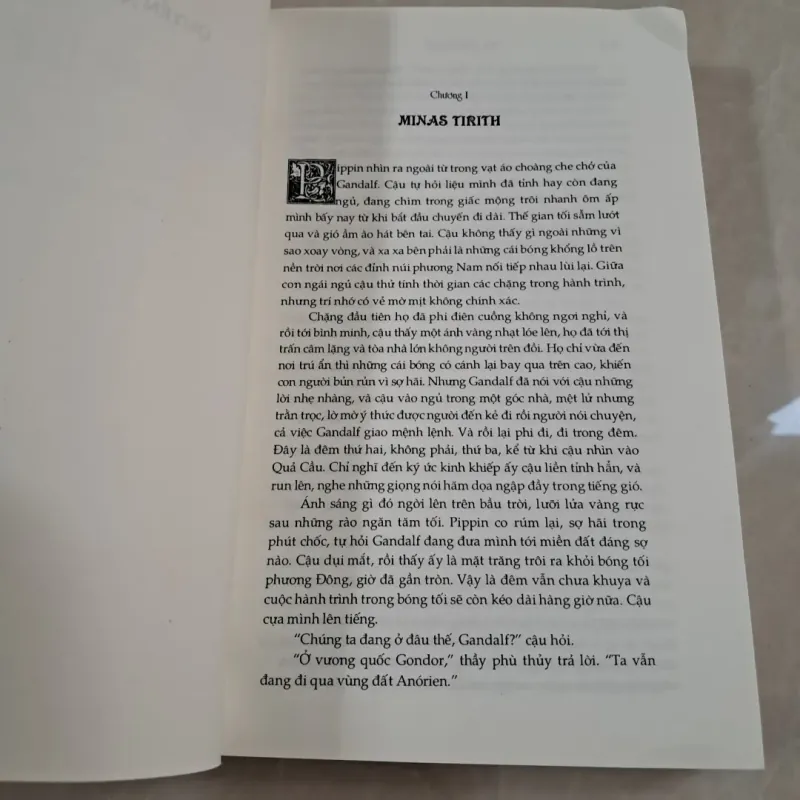 QUYỂN
Chương I
MINAS TIRITH
Pippin nhìn ra ngoài từ trong vạt áo choàng che chở của
Gandalf. Cậu tự hỏi liệu mình đã tỉnh hay còn đang
ngủ, đang chìm trong giấc mộng trôi nhanh ôm ấp
mình bấy nay từ khi bắt đầu chuyến đi dài. Thế gian tối sẫm lướt
qua và gió ầm ào hát bên tai. Cậu không thấy gì ngoài những vì
sao xoay vòng, và xa xa bên phải là những cái bóng khổng lồ trên
nền trời nơi các đỉnh núi phương Nam nối tiếp nhau lùi lại. Giữa
cơn ngái ngủ cậu thử tính thời gian các chặng trong hành trình,
nhưng trí nhớ có vẻ mờ mịt không chính xác.
Chặng đầu tiên họ đã phi điên cuồng không ngơi nghỉ, và
rồi tới bình minh, cậu thấy một ánh vàng nhạt lóe lên, họ đã tới thị
trấn câm lặng và tòa nhà lớn không người trên đồi. Họ chỉ vừa đến
nơi trú ẩn thì những cái bóng có cánh lại bay qua trên cao, khiến
con người bủn rủn vì sợ hãi. Nhưng Gandalf đã nói với cậu những
lời nhẹ nhàng, và cậu vào ngủ trong một góc nhà, mệt lử nhưng
trằn trọc, lờ mờ ý thức được người đến kẻ đi rồi người nói chuyện,
cả việc Gandalf giao mệnh lệnh. Và rồi lại phi đi, đi trong đêm.
Đây là đêm thứ hai, không phải, thứ ba, kể từ khi cậu nhìn vào
Quả Cầu. Chỉ nghĩ đến ký ức kinh khiếp ấy cậu liền tỉnh hẳn, và
run lên, nghe những giọng nói hăm dọa ngập đầy trong tiếng gió.
Ánh sáng gì đó ngời lên trên bầu trời, lưỡi lửa vàng rực
sau những rào ngăn tăm tối. Pippin co rúm lại, sợ hãi trong
phút chốc, tự hỏi Gandalf đang đưa mình tới miền đất đáng sợ
nào. Cậu dụi mắt, rồi thấy ấy là mặt trăng trôi ra khỏi bóng tối
phương Đông, giờ đã gần tròn. Vậy là đêm vẫn chưa khuya và
cuộc hành trình trong bóng tối sẽ còn kéo dài hàng giờ nữa. Cậu
cựa mình lên tiếng.
“Chúng ta đang ở đâu thế, Gandalf?” cậu hỏi.
“Ở vương quốc Gondor,” thầy phù thủy trả lời. “Ta vẫn
đang đi qua vùng đất Anórien.”